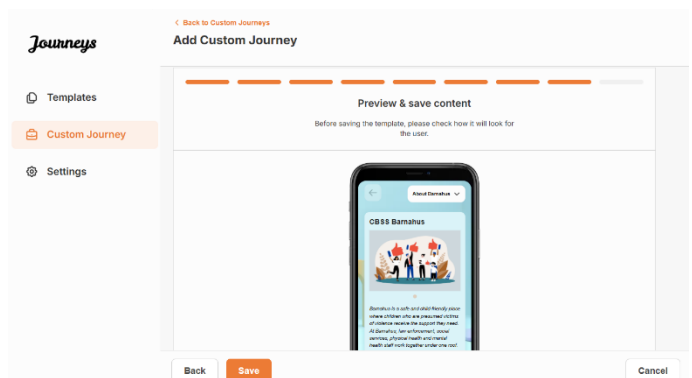 Back to Custom Journeys
Journeys
Add Custom Journey
Templates
Custom Journey
Settings
Preview & save content
Before saving the template, please check how it will look for
the user.
About Barnahus
CBSS Barnahus
Barnahus is a safe and child friendly place
where children who are presumed victims
of violence receive the support they need.
At Barnahus, law enforcement, social
services, physical health and mental
health staff work together under one roof.
Back
Save
Cancel